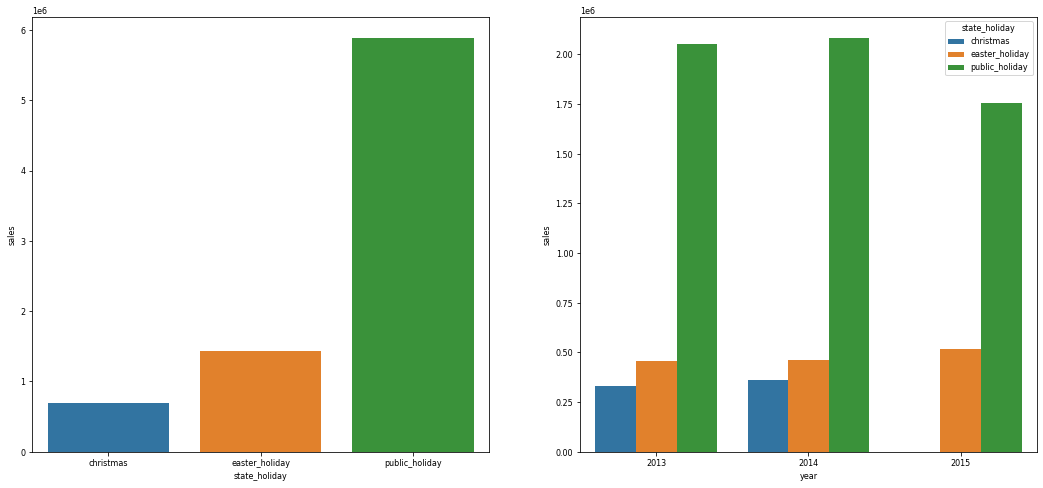 1e6
6
5
4
3
2
1
0
sales
christmas easter_holiday public_holiday
state_holiday
1e6
2.00
1.75
1.50
1.25
1.00
0.75
0.50
0.25
0.00
sales
state_holiday
christmas
easter_holiday
public_holiday
2013 2014 2015
year